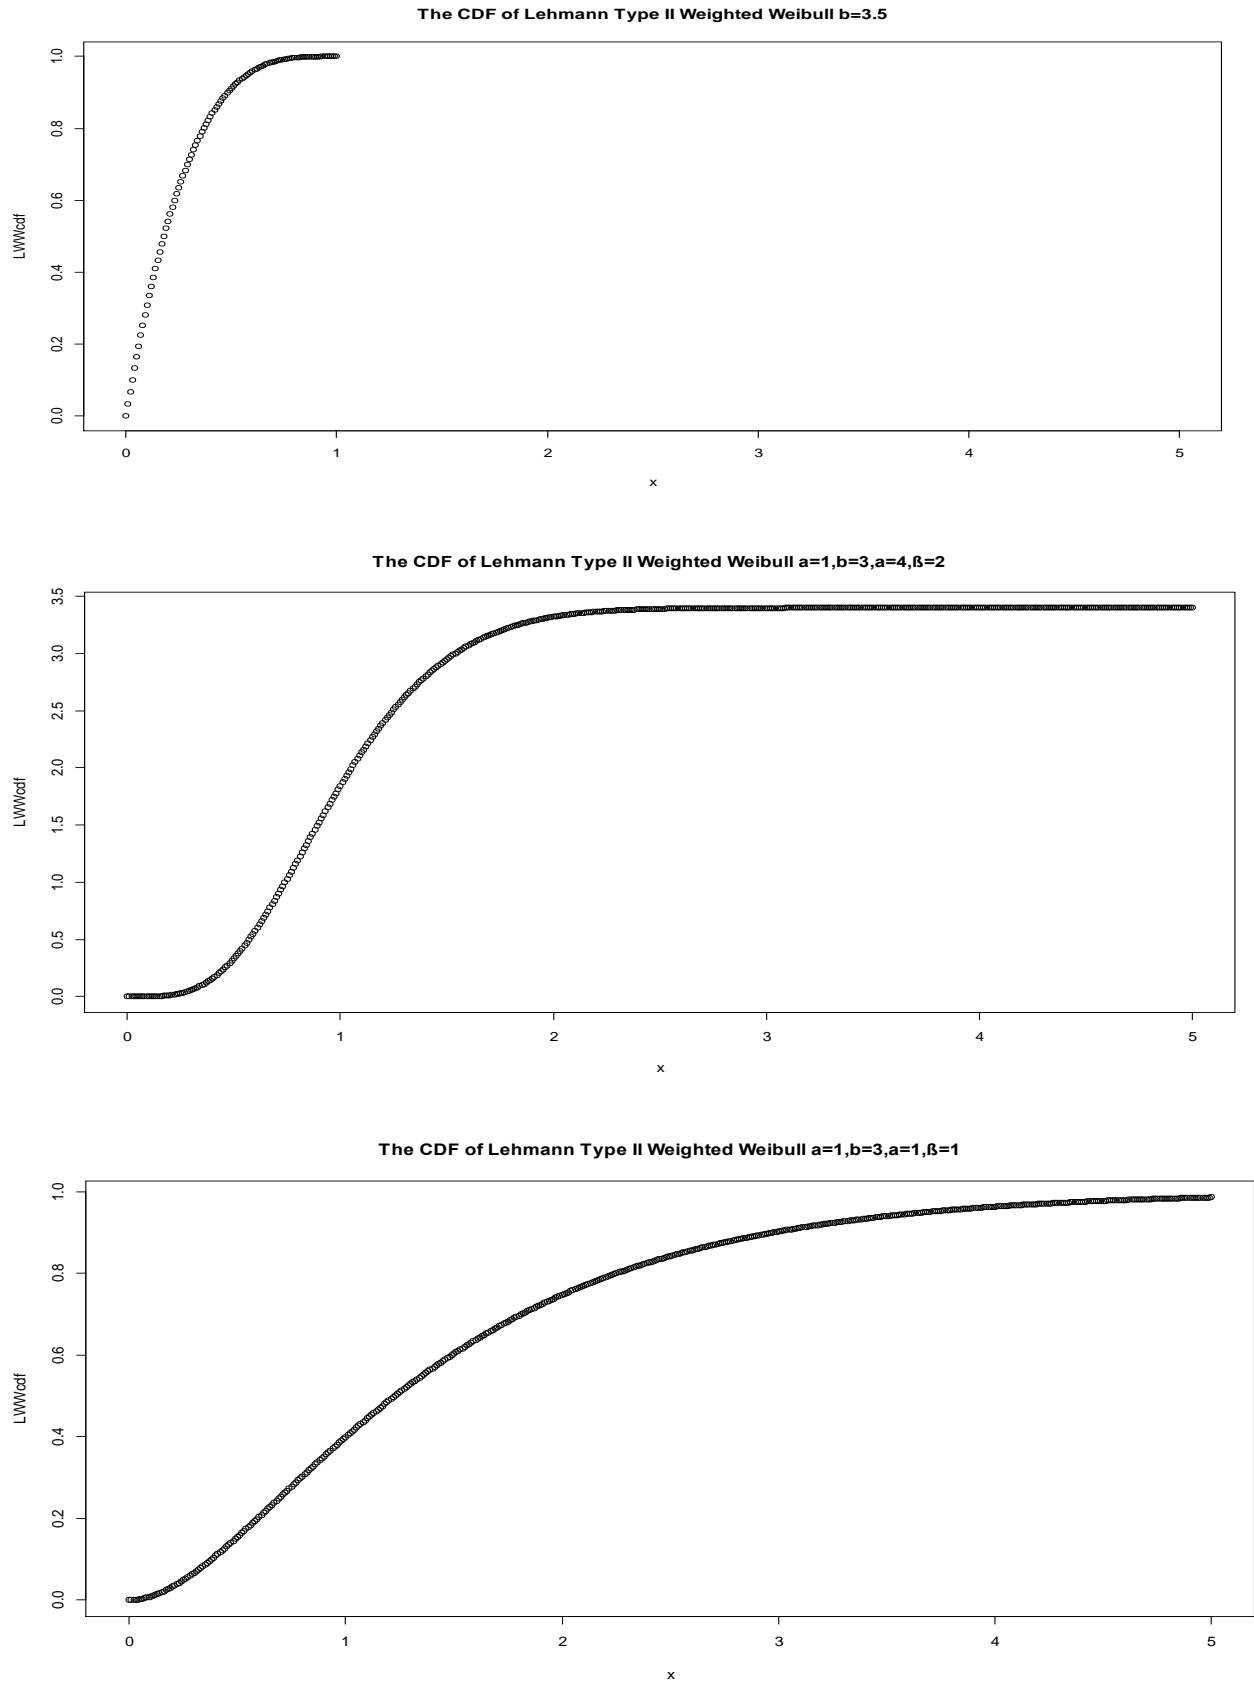 The CDF of Lehmann Type II Weighted Weibull b=3.5
1.0
0.8
0.6
0.4
0.2
0.0
LWWcdf
0 1 2 3 4 5
x
The CDF of Lehmann Type II Weighted Weibull a=1,b=3,a=4,ß=2
3.5
3.0
2.5
2.0
1.5
1.0
0.5
0.0
LWWcdf
0 1 2 3 4 5
x
The CDF of Lehmann Type II Weighted Weibull a=1,b=3,a=1,ß=1
1.0
0.8
0.6
0.4
0.2
0.0
LWWcdf
0 1 2 3 4 5
x